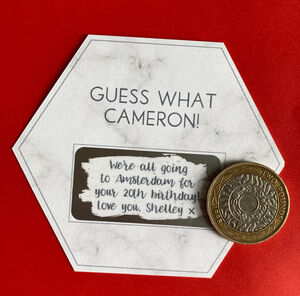 GUESS WHAT
CAMERON!
We're all going
to Amsterdam for
your 20th birthday!
Love you, Shelley x